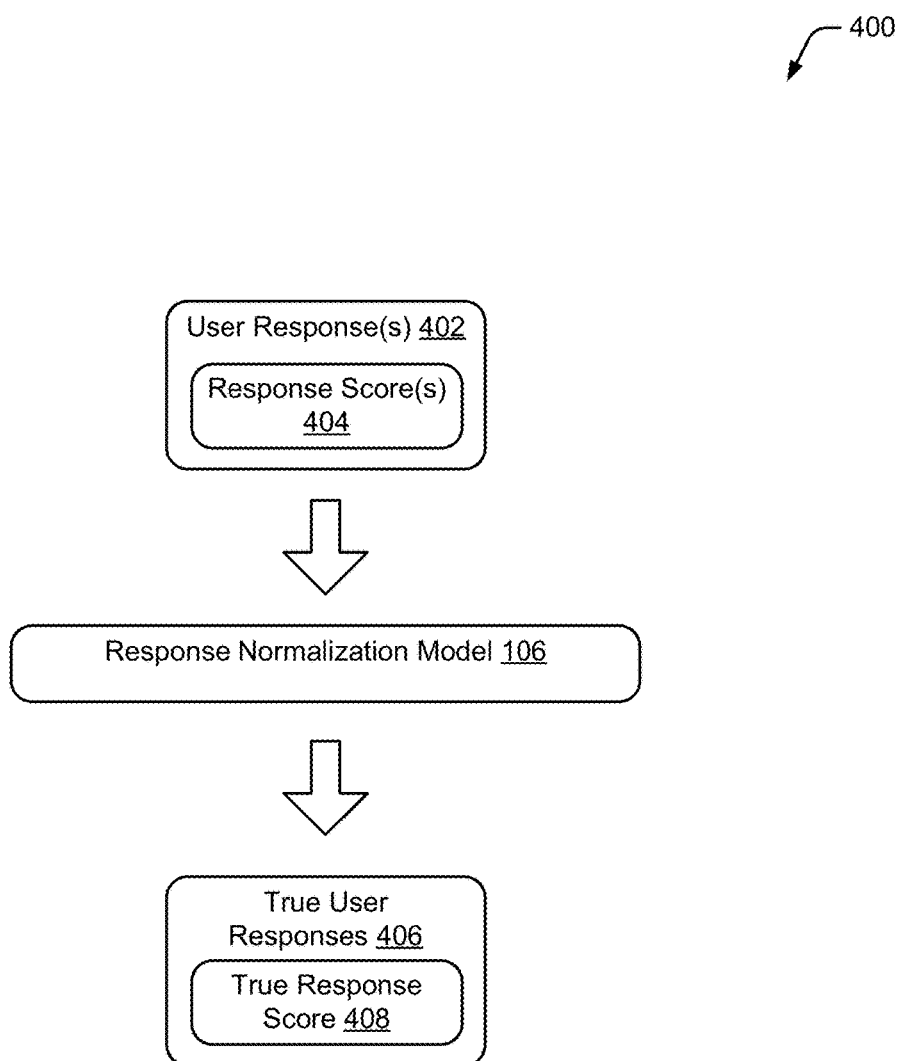 400
User Response(s) 402
Response Score(s)
404
Response Normalization Model 106
True User
Responses 406
True Response
Score 408